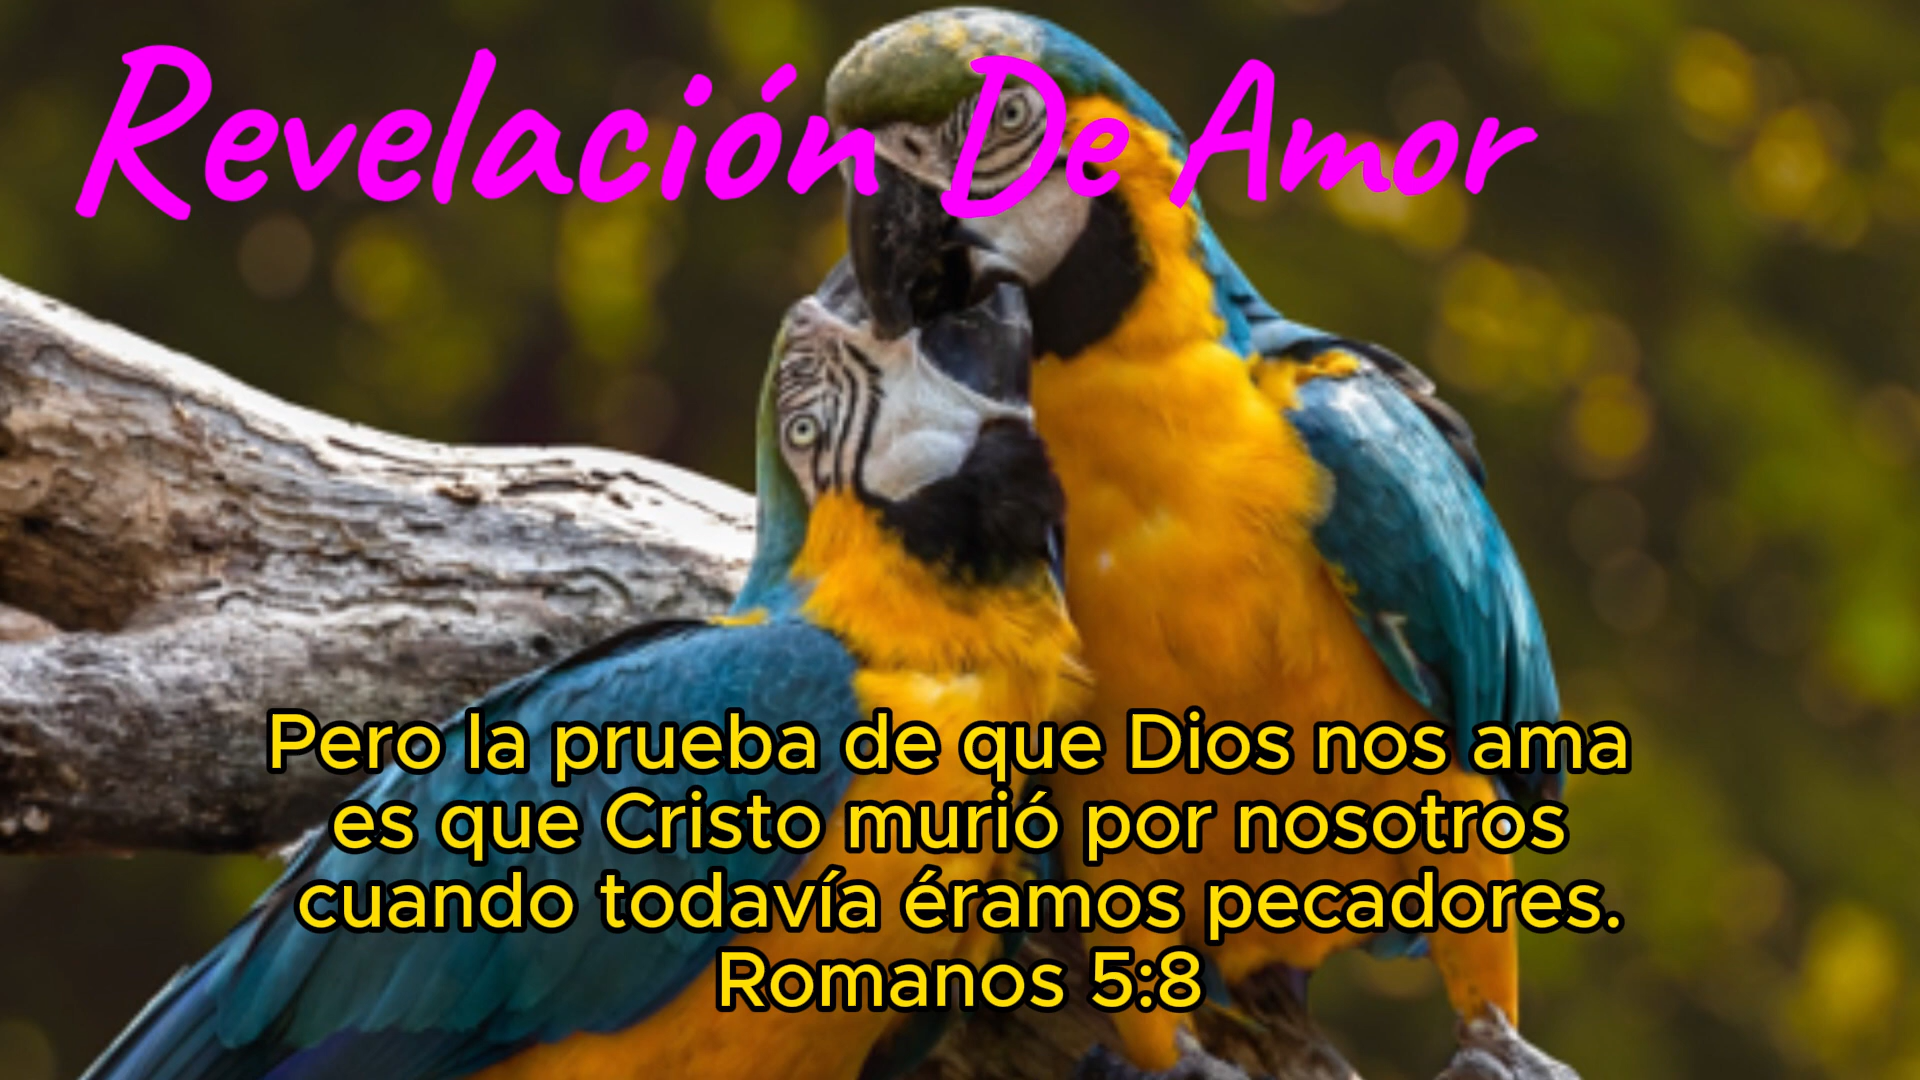 Revelación De Amor
Pero la prueba de que Dios nos ama
es que Cristo murió por nosotros
cuando todavía éramos pecadores.
Romanos 5:8